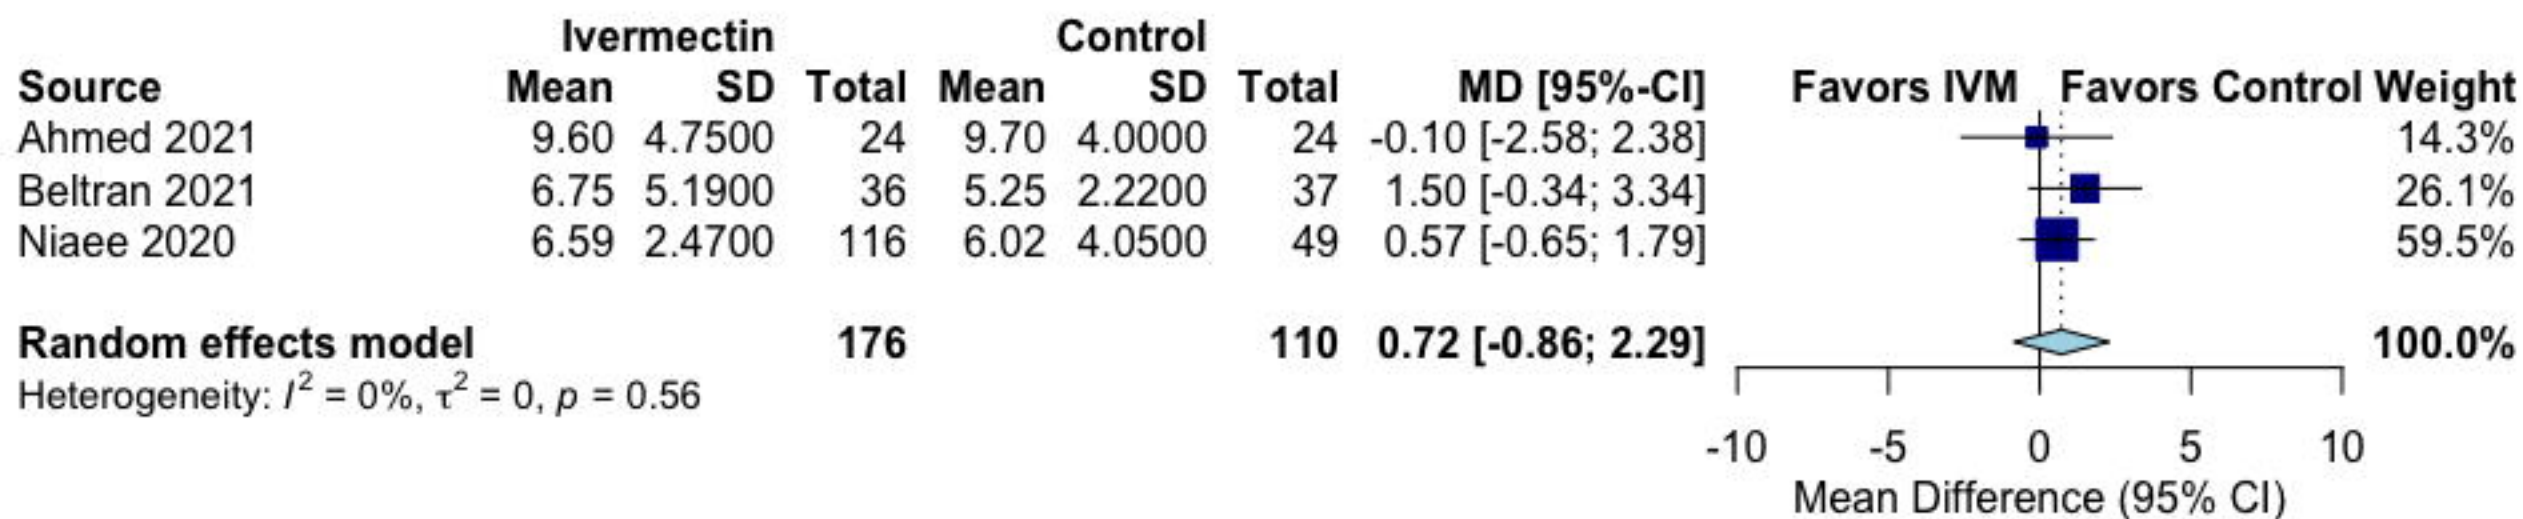 Ivermectin Control
Source Mean SD Total Mean SD Total MD [95%-CI] Favors IVM Favors Control Weight
Ahmed 2021 9.60 4.7500 24 9.70 4.0000 24 -0.10 [-2.58; 2.38] 14.3%
Beltran 2021 6.75 5.1900 36 5.25 2.2200 37 1.50 [-0.34; 3.34] 26.1%
Niaee 2020 6.59 2.4700 116 6.02 4.0500 49 0.57 [-0.65; 1.79] 59.5%
Random effects model 176 110 0.72 [-0.86; 2.29] 100.0%
Heterogeneity: I² = 0%, τ² = 0, p = 0.56
-10 -5 0 5 10
Mean Difference (95% CI)